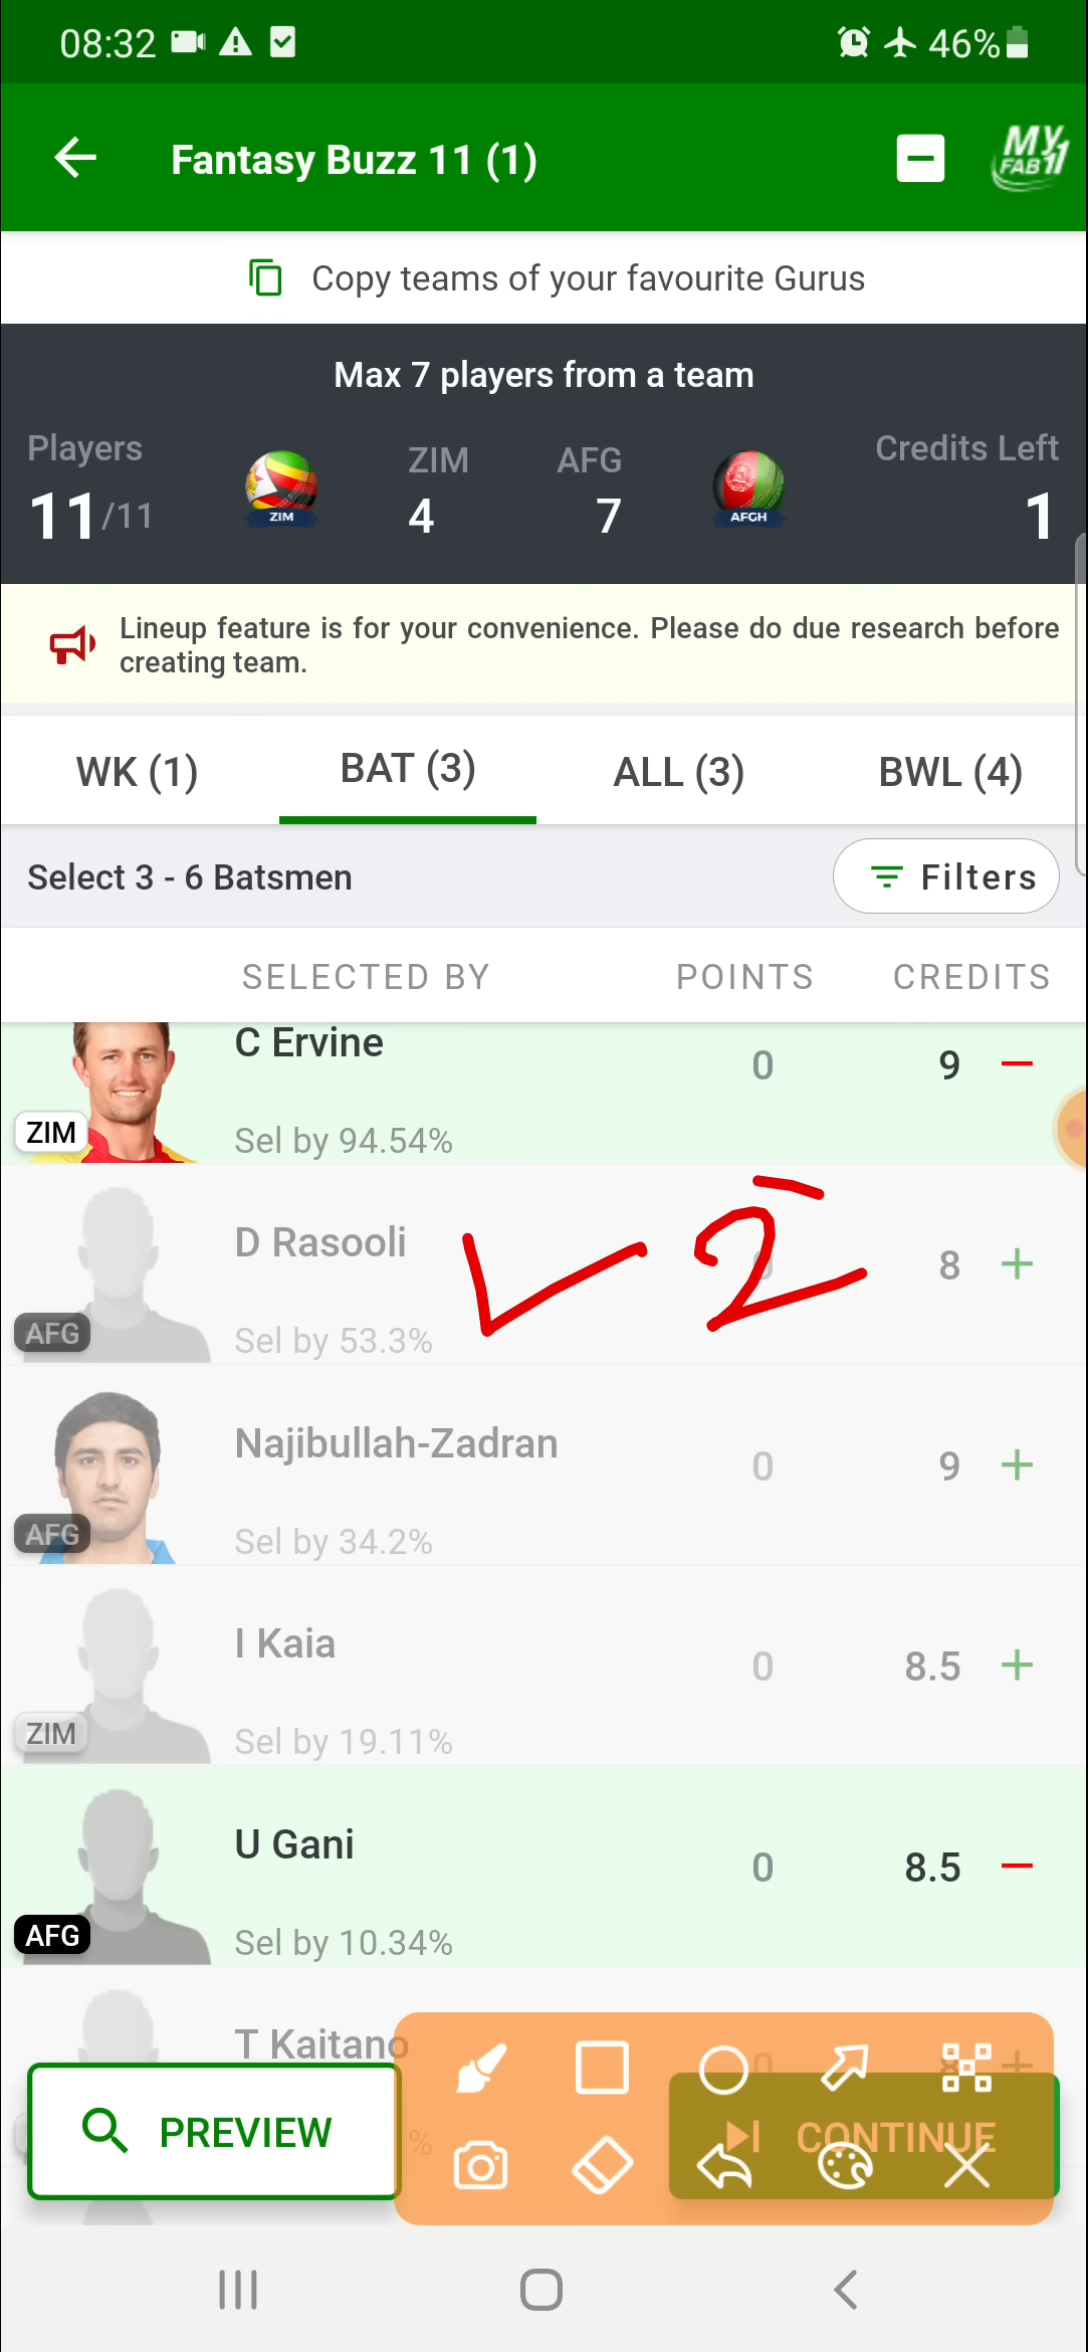 08:32
46%
Fantasy Buzz 11 (1)
MY
FAB11
Copy teams of your favourite Gurus
Max 7 players from a team
Players
ZIM
AFG
Credits Left
11/11
ZIM
4
7
AFGH
1
Lineup feature is for your convenience. Please do due research before
creating team.
WK (1)
BAT (3)
ALL (3)
BWL (4)
Select 3 - 6 Batsmen
Filters
SELECTED BY
POINTS
CREDITS
C Ervine
0
9
ZIM
Sel by 94.54%
D Rasooli
2
0
8
AFG
Sel by 53.3%
Najibullah-Zadran
0
9
AFG
Sel by 34.2%
I Kaia
0
8.5
ZIM
Sel by 19.11%
U Gani
0
8.5
AFG
Sel by 10.34%
T Kaitano
0
PREVIEW
%
CONTINUE